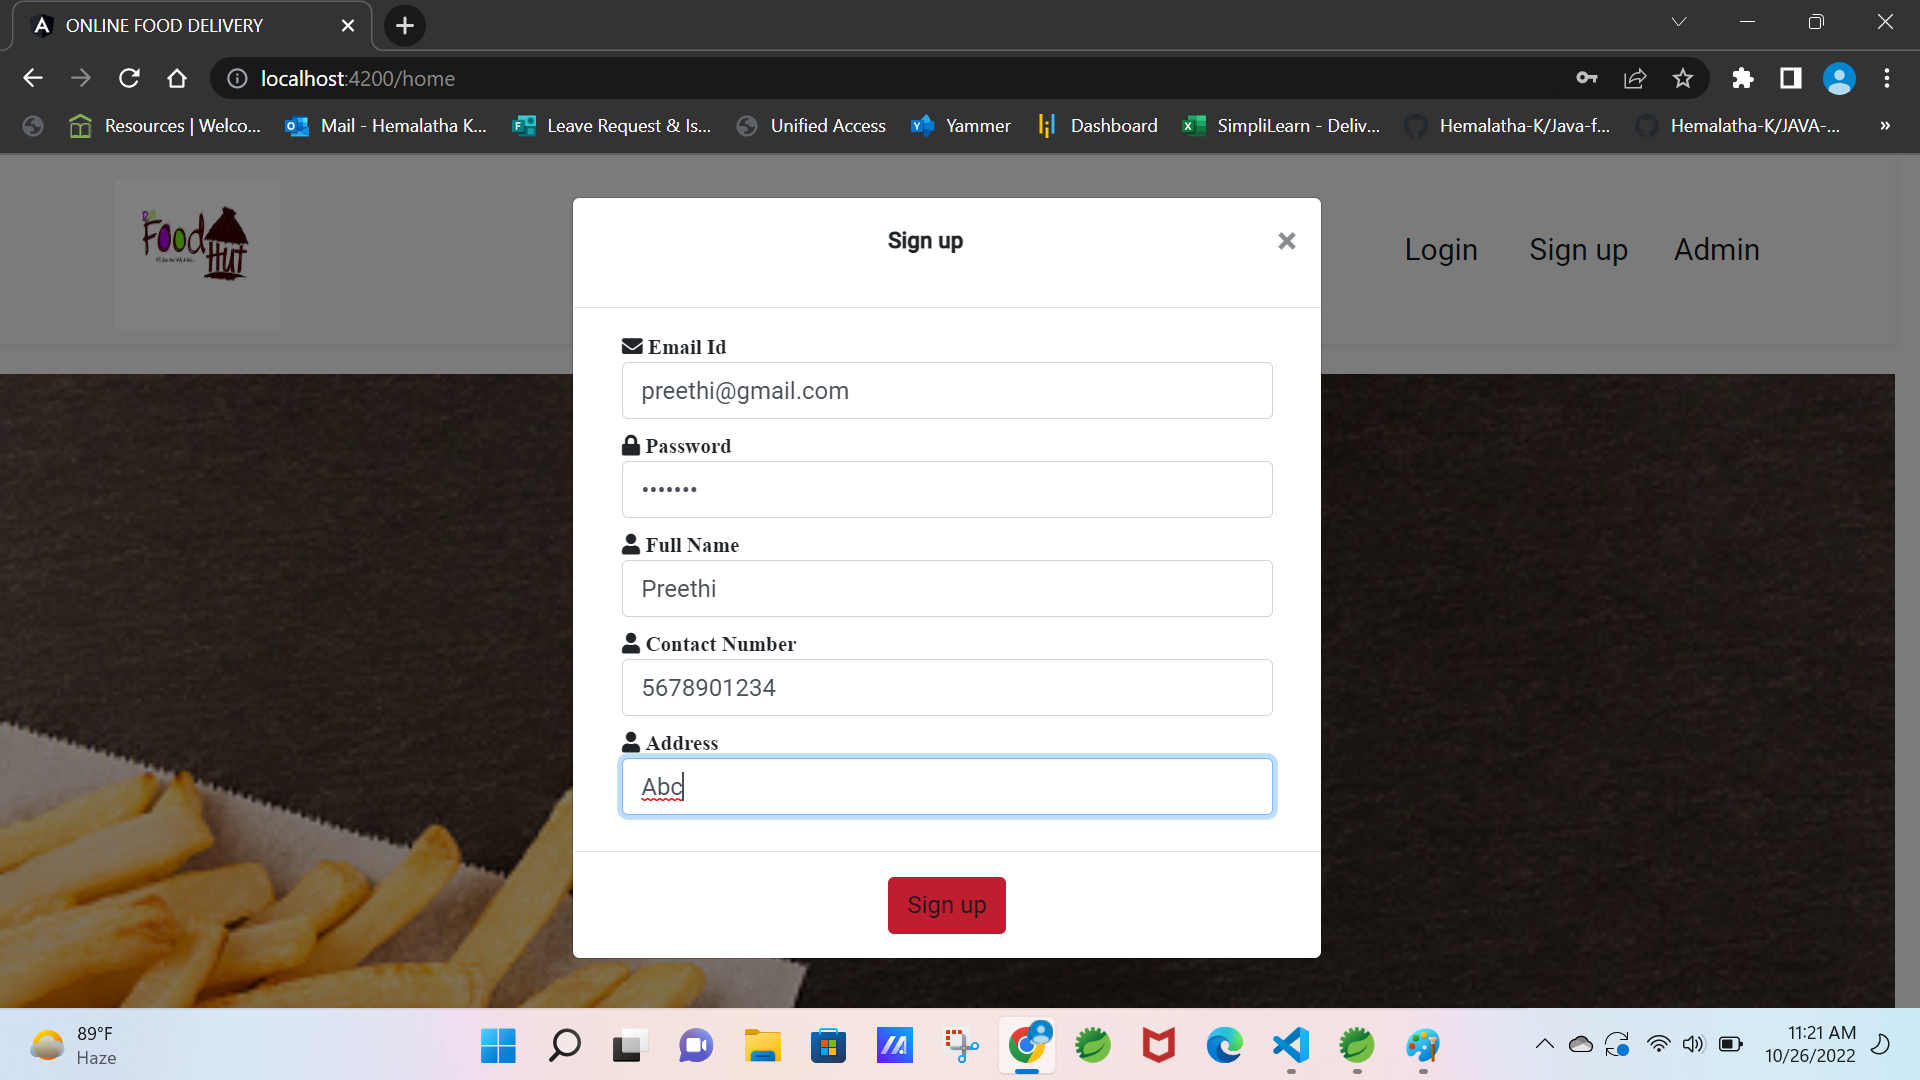 ONLINE FOOD DELIVERY
localhost:4200/home
Resources | Welco...
Mail - Hemalatha K...
Leave Request & Is...
Unified Access
Yammer
Dashboard
SimpliLearn - Deliv...
Hemalatha-K/Java-f...
Hemalatha-K/JAVA-...
»
Food
Hut
Login
Sign up
Admin
Sign up
Email Id
preethi@gmail.com
Password
•••••••
Full Name
Preethi
Contact Number
5678901234
Address
Abc
Sign up
89°F
Haze
11:21 AM
10/26/2022